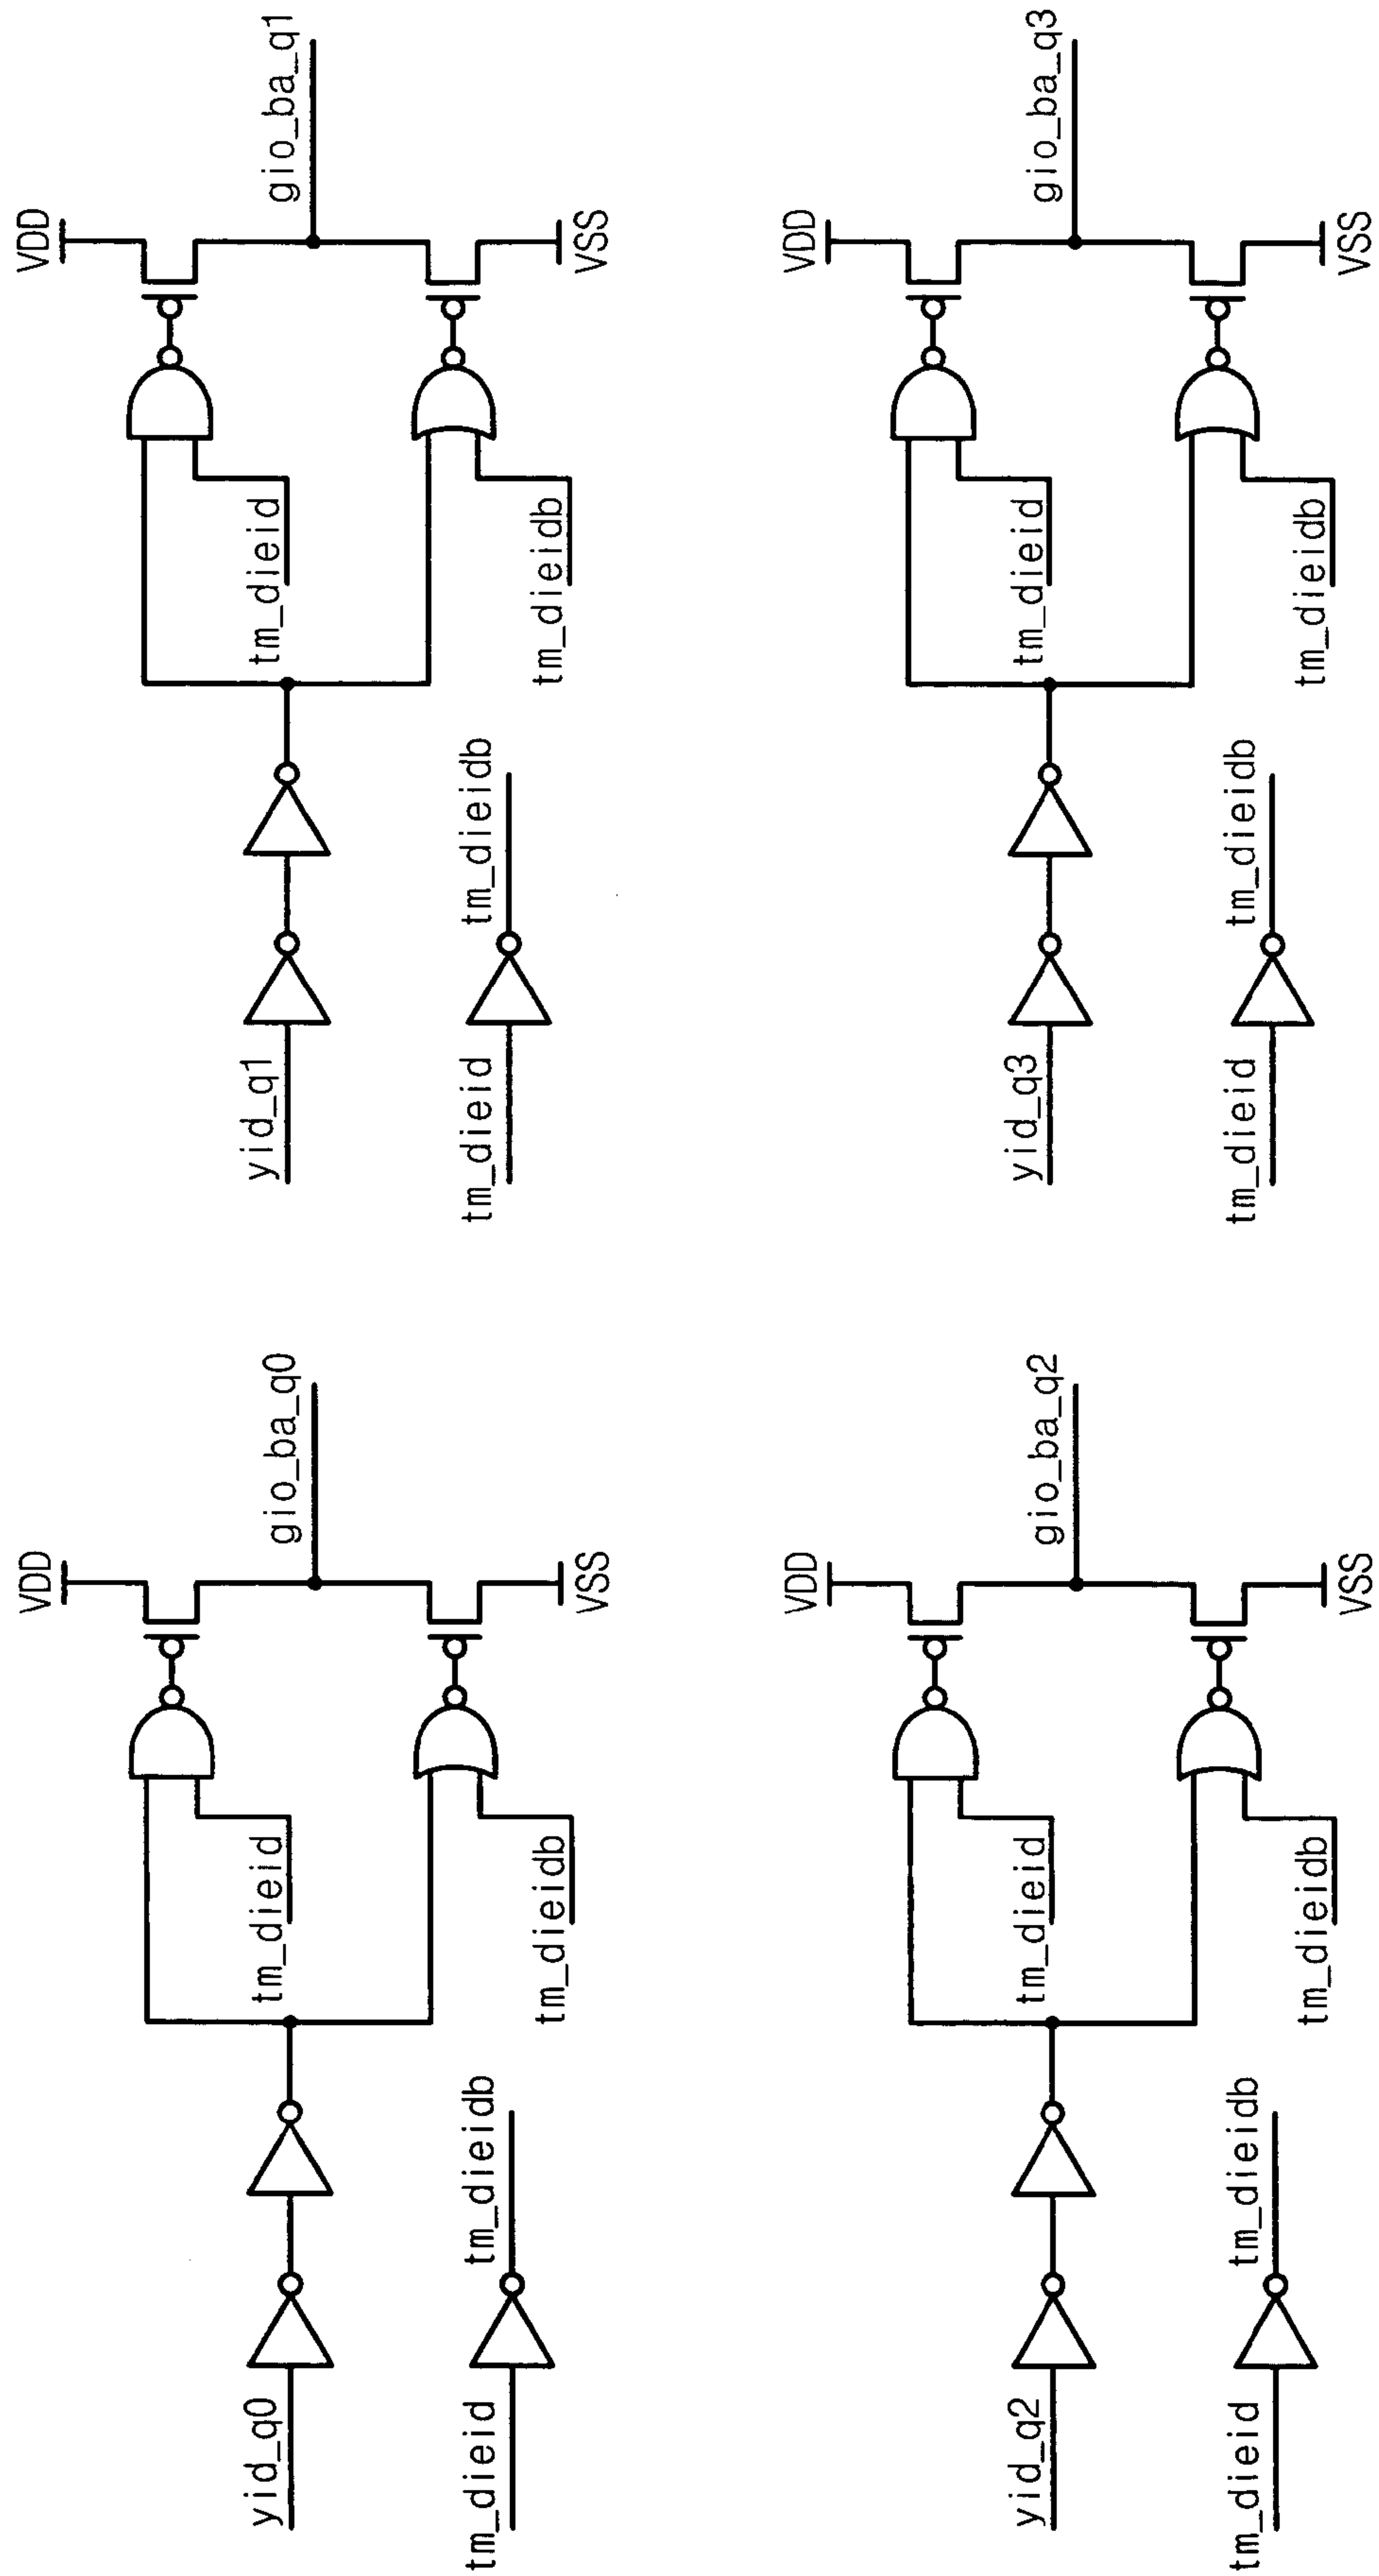 VDD
yid_q0
tm_dieid
gio_ba_q0
tm_dieid
tm_dieidb
tm_dieidb
VSS
VDD
yid_q1
tm_dieid
gio_ba_q1
tm_dieid
tm_dieidb
tm_dieidb
VSS
VDD
yid_q2
tm_dieid
gio_ba_q2
tm_dieid
tm_dieidb
tm_dieidb
VSS
VDD
yid_q3
tm_dieid
gio_ba_q3
tm_dieid
tm_dieidb
tm_dieidb
VSS